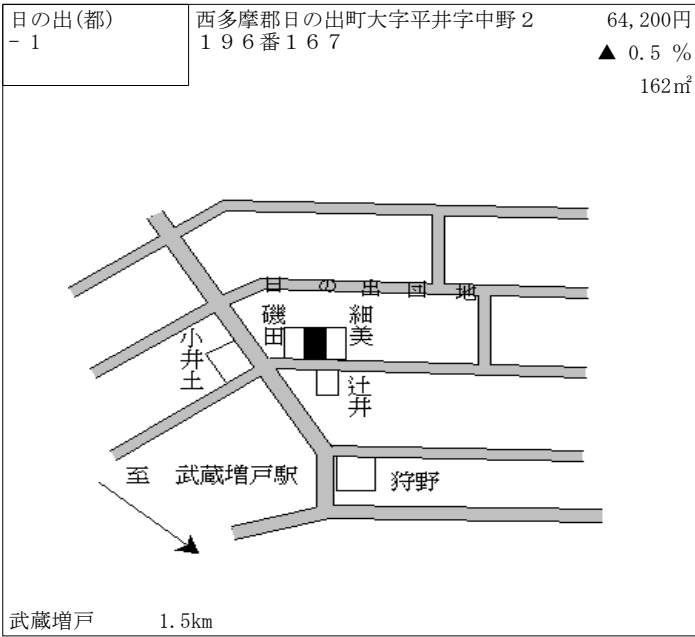 日の出(都)
- 1
西多摩郡日の出町大字平井字中野２
１９６番１６７
64,200円
▲ 0.5 %
162㎡
日の出団地
磯田
細美
小井土
辻井
至 武蔵増戸駅
狩野
武蔵増戸 1.5km